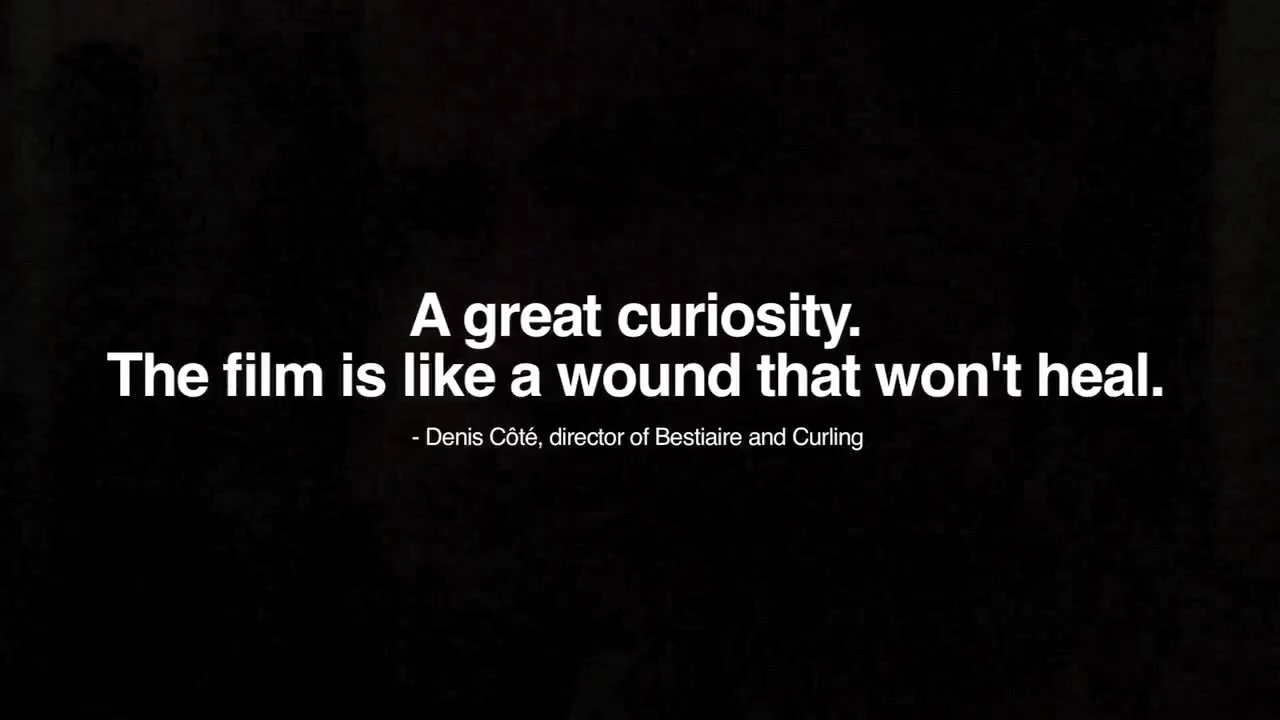 A great curiosity.
The film is like a wound that won't heal.
- Denis Côté, director of Bestiaire and Curling